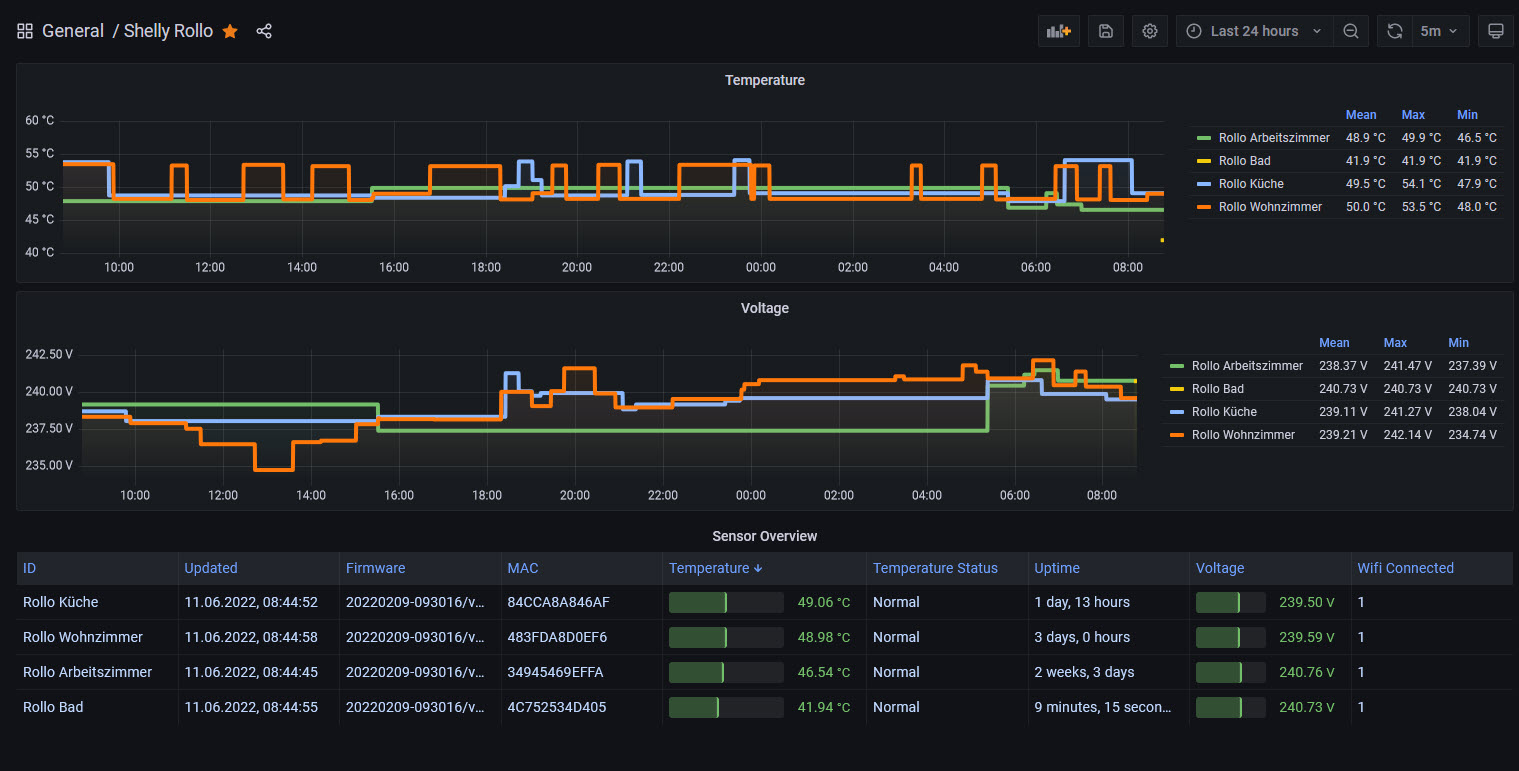 General / Shelly Rollo
Last 24 hours 5m
Temperature
60 °C
55 °C
50 °C
45 °C
40 °C
10:00 12:00 14:00 16:00 18:00 20:00 22:00 00:00 02:00 04:00 06:00 08:00
Mean Max Min
Rollo Arbeitszimmer 48.9 °C 49.9 °C 46.5 °C
Rollo Bad 41.9 °C 41.9 °C 41.9 °C
Rollo Küche 49.5 °C 54.1 °C 47.9 °C
Rollo Wohnzimmer 50.0 °C 53.5 °C 48.0 °C
Voltage
242.50 V
240.00 V
237.50 V
235.00 V
10:00 12:00 14:00 16:00 18:00 20:00 22:00 00:00 02:00 04:00 06:00 08:00
Mean Max Min
Rollo Arbeitszimmer 238.37 V 241.47 V 237.39 V
Rollo Bad 240.73 V 240.73 V 240.73 V
Rollo Küche 239.11 V 241.27 V 238.04 V
Rollo Wohnzimmer 239.21 V 242.14 V 234.74 V
Sensor Overview
ID Updated Firmware MAC Temperature Temperature Status Uptime Voltage Wifi Connected
Rollo Küche 11.06.2022, 08:44:52 20220209-093016/v... 84CCA8A846AF 49.06 °C Normal 1 day, 13 hours 239.50 V 1
Rollo Wohnzimmer 11.06.2022, 08:44:58 20220209-093016/v... 483FDA8D0EF6 48.98 °C Normal 3 days, 0 hours 239.59 V 1
Rollo Arbeitszimmer 11.06.2022, 08:44:45 20220209-093016/v... 34945469EFFA 46.54 °C Normal 2 weeks, 3 days 240.76 V 1
Rollo Bad 11.06.2022, 08:44:55 20220209-093016/v... 4C752534D405 41.94 °C Normal 9 minutes, 15 secon... 240.73 V 1